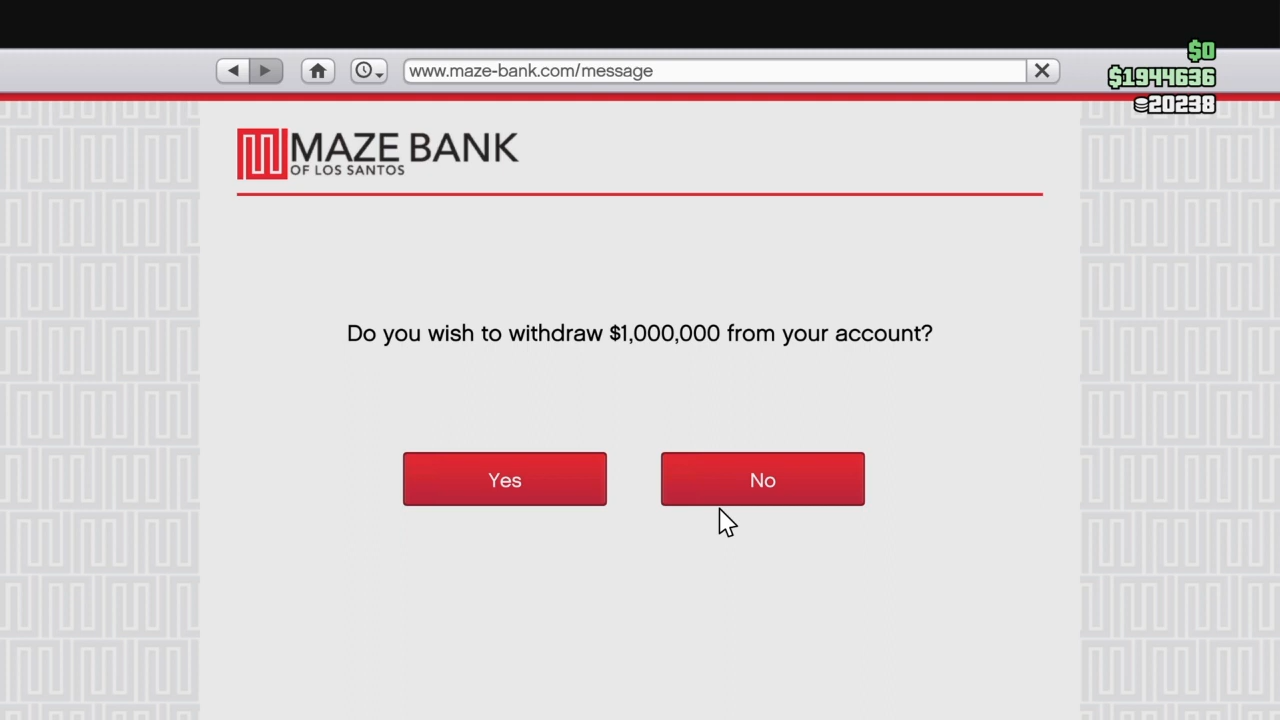 $0
www.maze-bank.com/message
$1944636
20238
MAZE BANK
OF LOS SANTOS
Do you wish to withdraw $1,000,000 from your account?
Yes
No